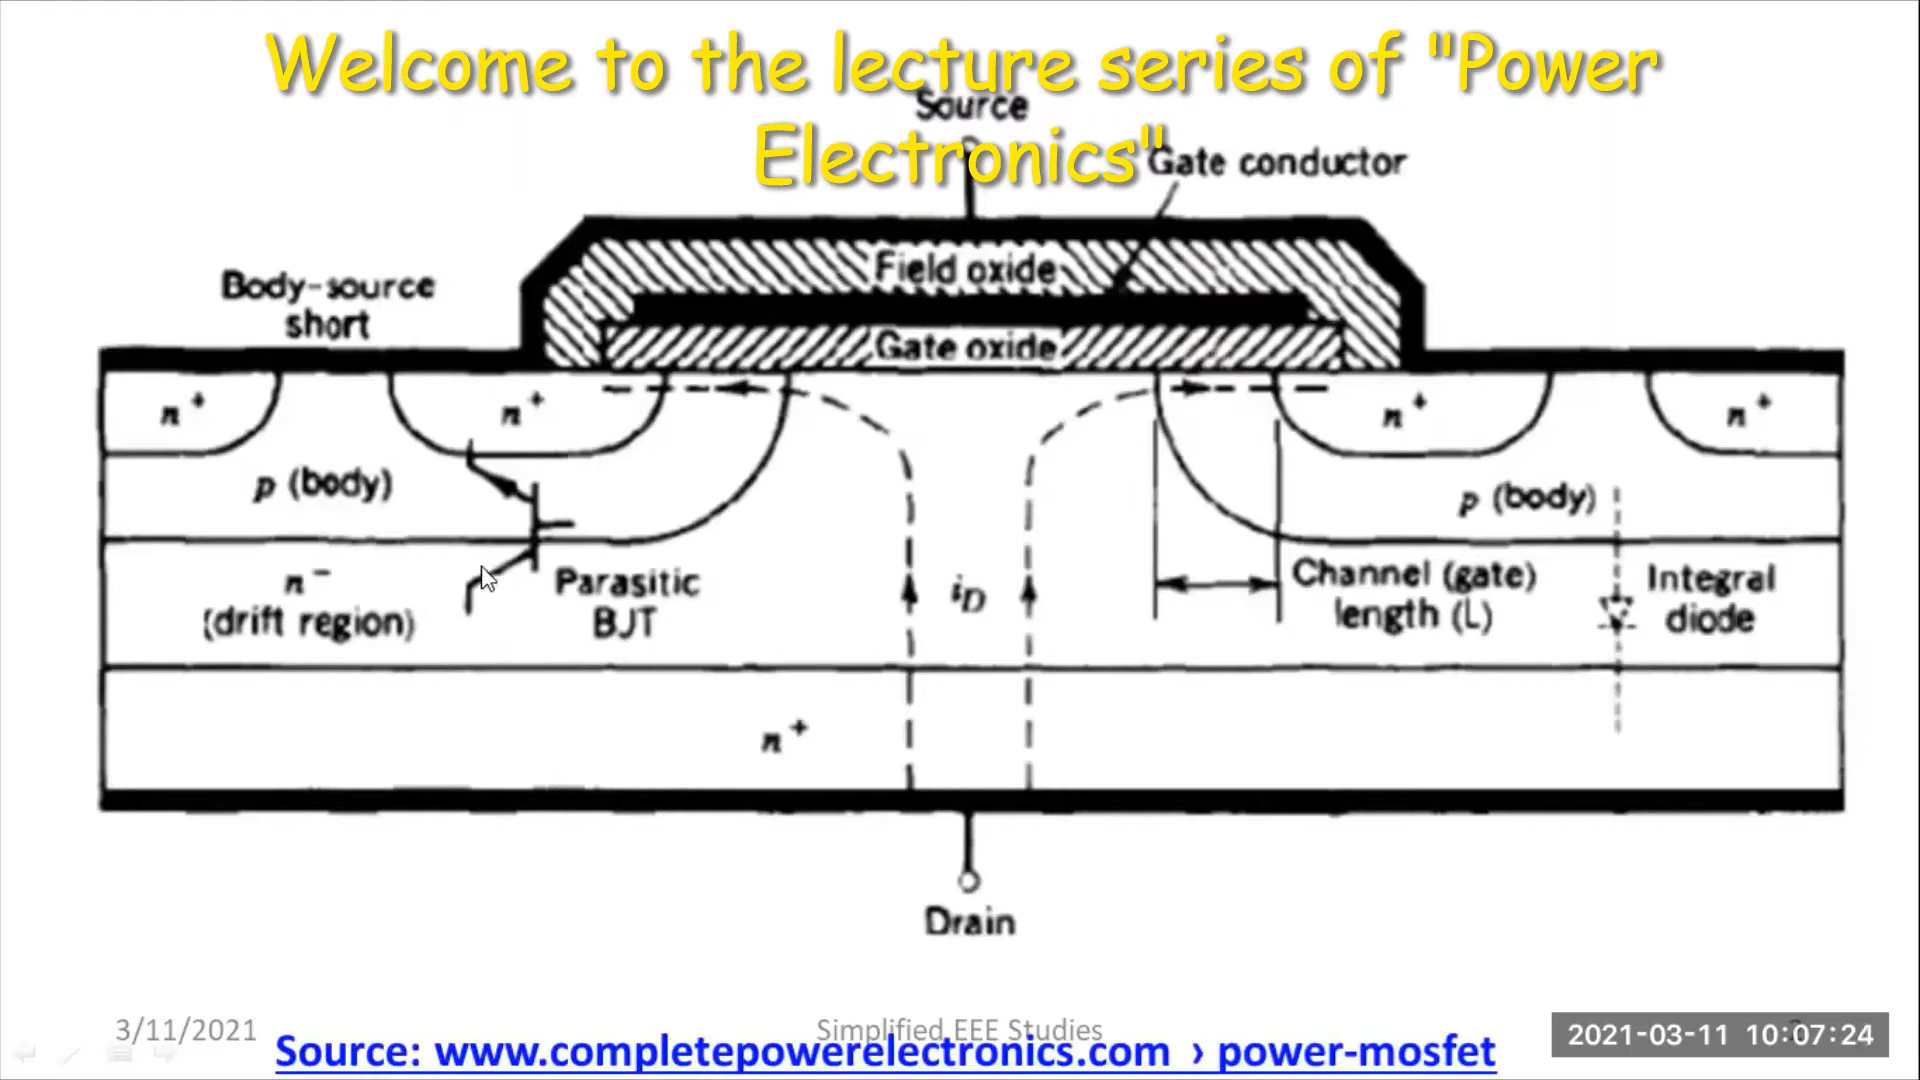 Welcome to the lecture series of "Power
Electronics"
Source
Gate conductor
Field oxide
Body-source
short
Gate oxide
n+
n+
n+
n+
p (body)
p (body)
n−
(drift region)
Parasitic
BJT
iD
Channel (gate)
length (L)
Integral
diode
n+
Drain
3/11/2021
Simplified EEE Studies
Source: www.completepowerelectronics.com › power-mosfet
2021-03-11 10:07:24